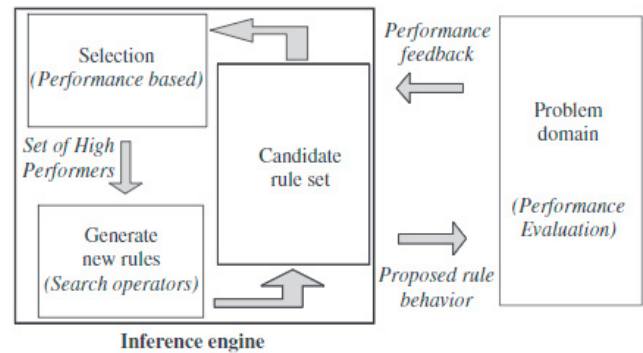 Selection
(Performance based)
Set of High
Performers
Generate
new rules
(Search operators)
Candidate
rule set
Inference engine
Performance
feedback
Proposed rule
behavior
Problem
domain
(Performance
Evaluation)